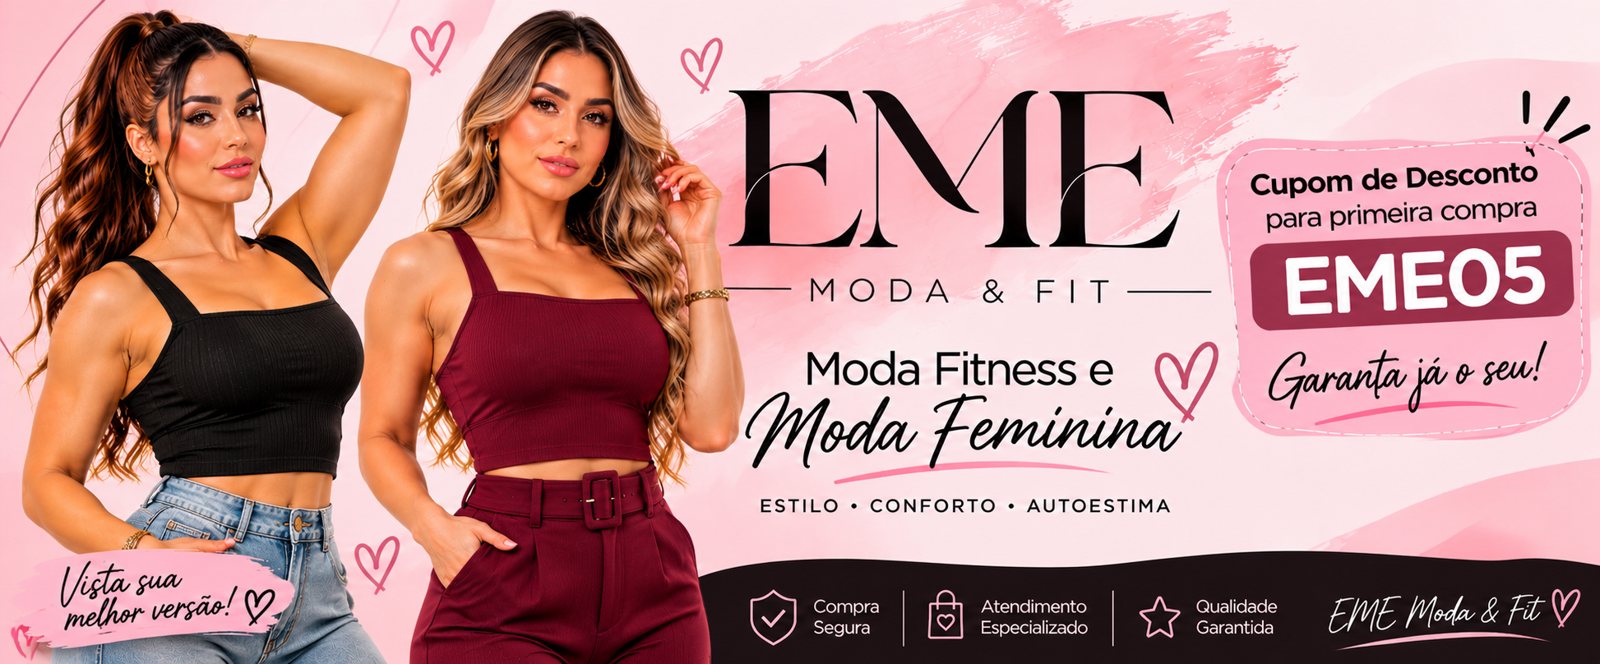 EME
MODA & FIT
Moda Fitness e
Moda Feminina
ESTILO • CONFORTO • AUTOESTIMA
Cupom de Desconto
para primeira compra
EME05
Garanta já o seu!
Vista sua
melhor versão!
Compra
Segura
Atendimento
Especializado
Qualidade
Garantida
EME Moda & Fit